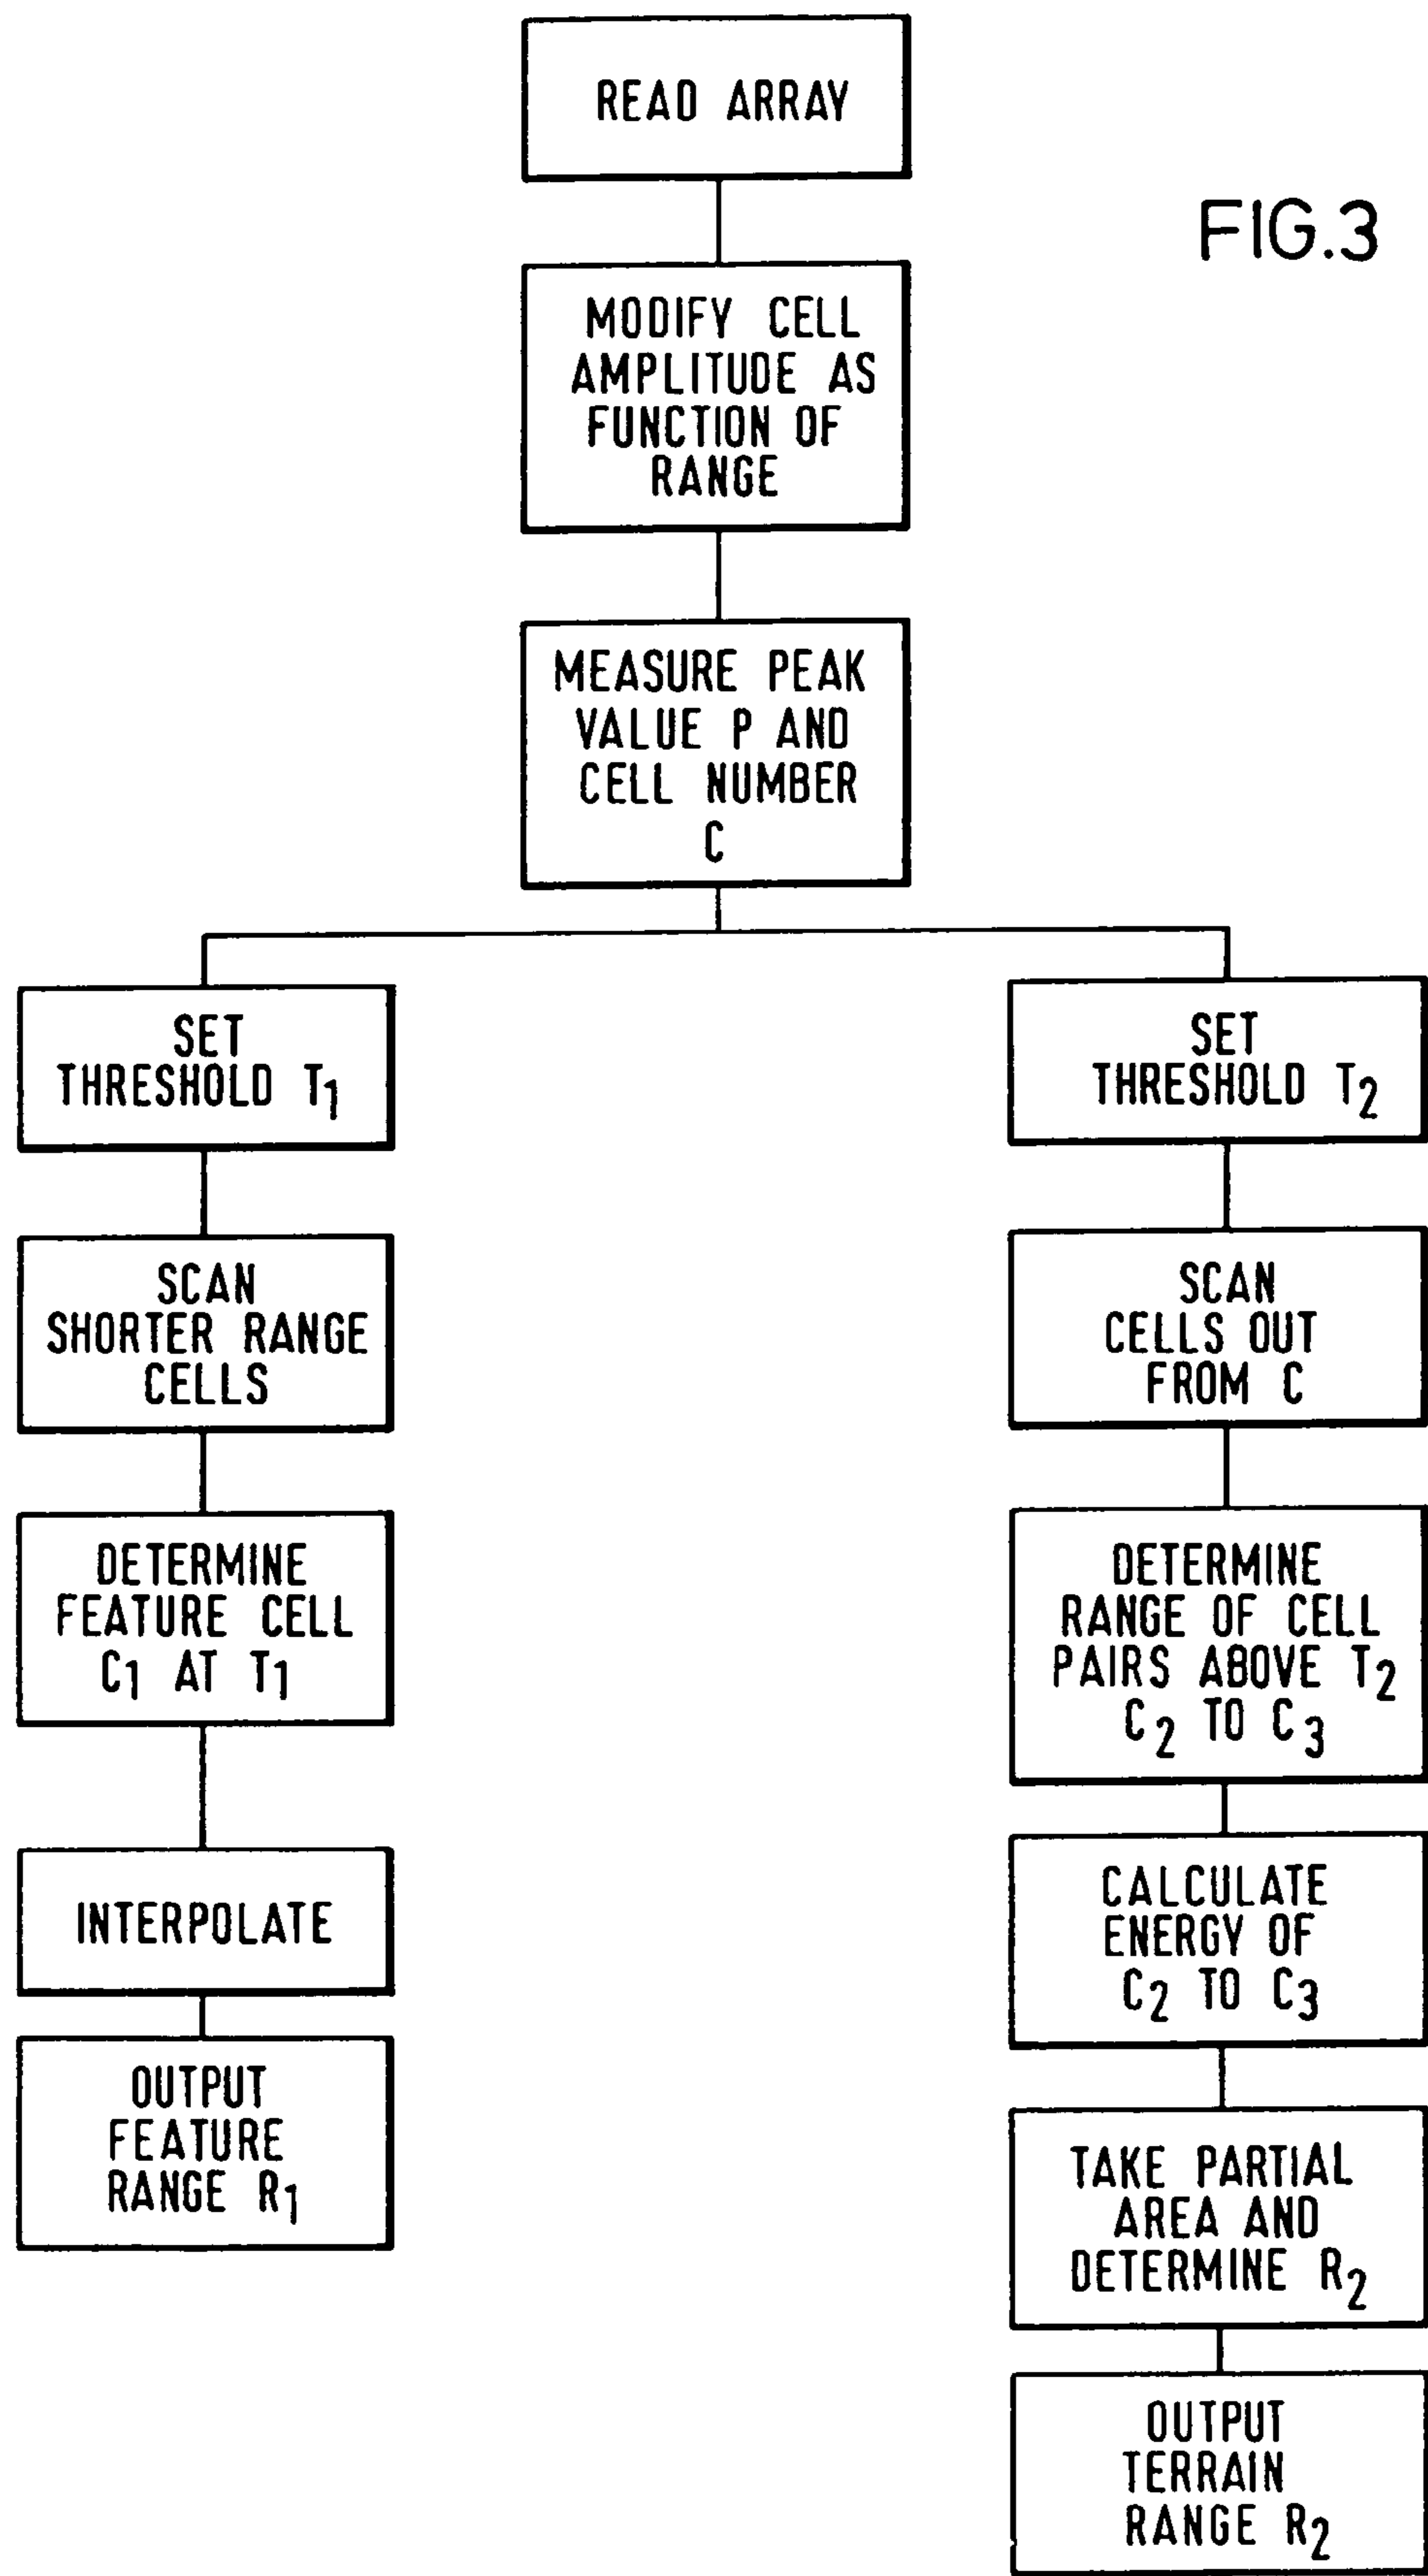 READ ARRAY
FIG.3
MODIFY CELL
AMPLITUDE AS
FUNCTION OF
RANGE
MEASURE PEAK
VALUE P AND
CELL NUMBER
C
SET
THRESHOLD T1
SCAN
SHORTER RANGE
CELLS
DETERMINE
FEATURE CELL
C1 AT T1
INTERPOLATE
OUTPUT
FEATURE
RANGE R1
SET
THRESHOLD T2
SCAN
CELLS OUT
FROM C
DETERMINE
RANGE OF CELL
PAIRS ABOVE T2
C2 TO C3
CALCULATE
ENERGY OF
C2 TO C3
TAKE PARTIAL
AREA AND
DETERMINE R2
OUTPUT
TERRAIN
RANGE R2